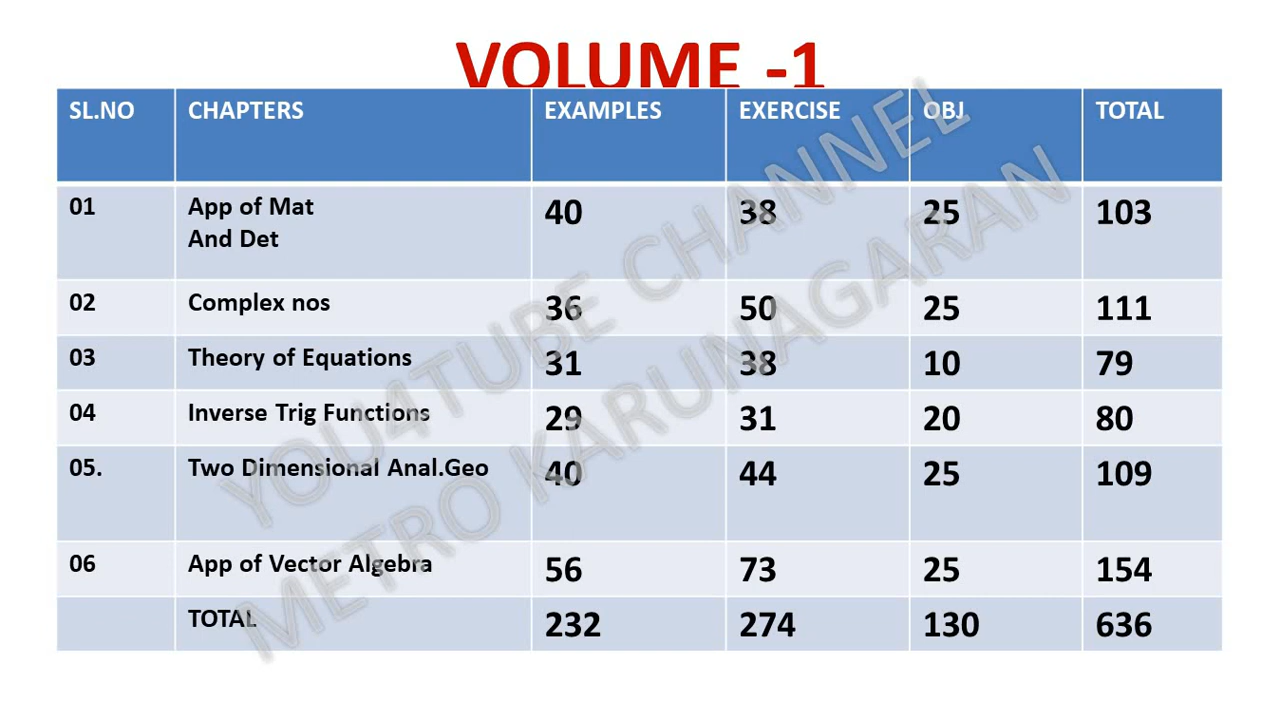 VOLUME -1
SL.NO CHAPTERS EXAMPLES EXERCISE OBJ TOTAL
01 App of Mat 40 38 25 103
And Det
02 Complex nos 36 50 25 111
03 Theory of Equations 31 38 10 79
04 Inverse Trig Functions 29 31 20 80
05. Two Dimensional Anal.Geo 40 44 25 109
06 App of Vector Algebra 56 73 25 154
TOTAL 232 274 130 636
YOU4TUBE CHANNEL
METRO KARUNAGARAN